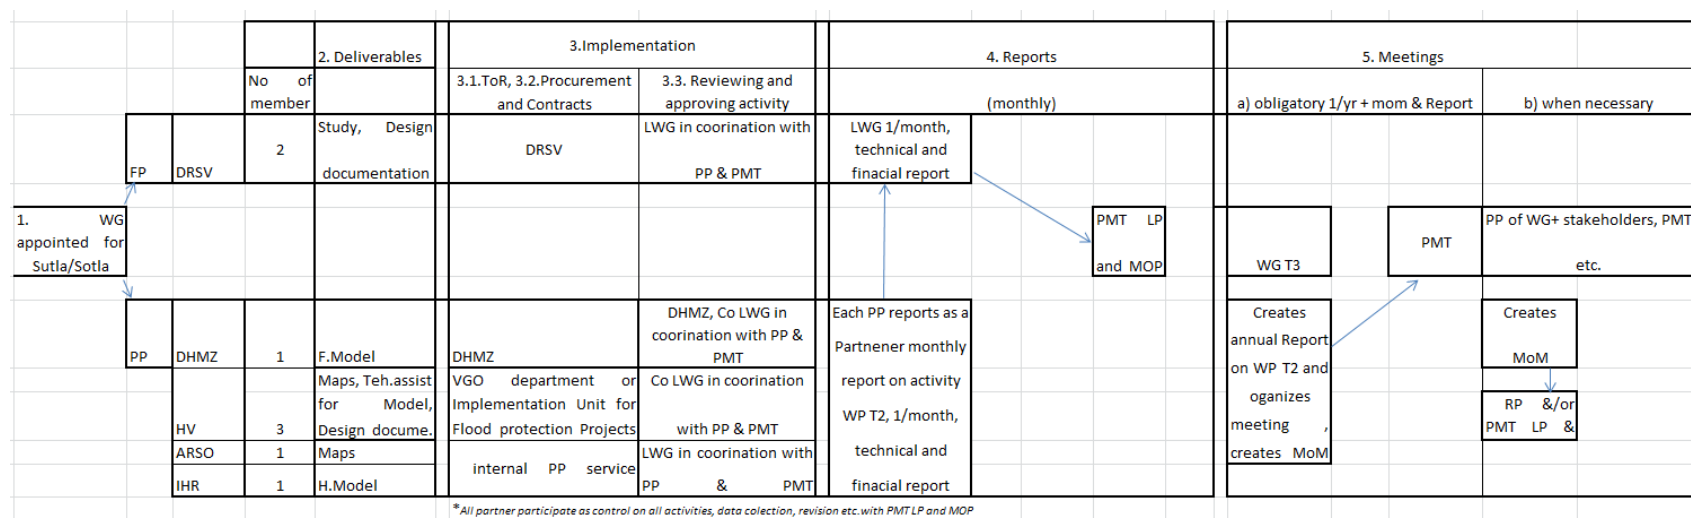 2. Deliverables
3.Implementation
4. Reports
5. Meetings
No of
member
3.1.ToR, 3.2.Procurement
and Contracts
3.3. Reviewing and
approving activity
(monthly)
a) obligatory 1/yr + mom & Report
b) when necessary
FP
DRSV
2
Study, Design
documentation
DRSV
LWG in coorination with
PP & PMT
LWG 1/month,
technical and
finacial report
1. WG
appointed for
Sutla/Sotla
PMT LP
and MOP
WG T3
PMT
PP of WG+ stakeholders, PMT
etc.
PP
DHMZ
1
F.Model
DHMZ
DHMZ, Co LWG in
coorination with PP &
PMT
Each PP reports as a
Partnener monthly
report on activity
WP T2, 1/month,
technical and
finacial report
Creates
annual Report
on WP T2 and
oganizes
meeting ,
creates MoM
Creates
MoM
RP &/or
PMT LP &
HV
3
Maps, Teh.assist
for Model,
Design docume.
VGO department or
Implementation Unit for
Flood protection Projects
Co LWG in coorination
with PP & PMT
ARSO
1
Maps
internal PP service
LWG in coorination with
PP & PMT
IHR
1
H.Model
*All partner participate as control on all activities, data colection, revision etc.with PMT LP and MOP